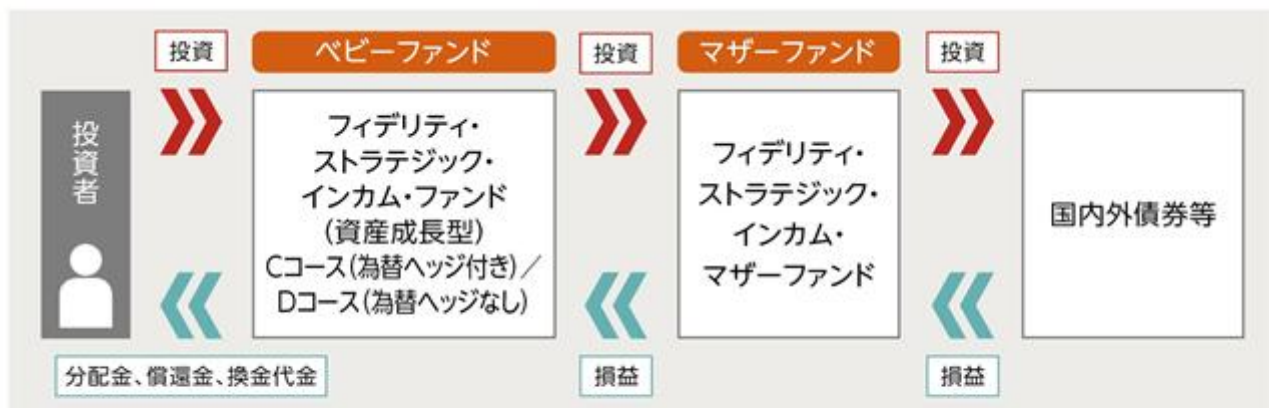 投資
ベビーファンド
投資
マザーファンド
投資
投資者
フィデリティ・
ストラテジック・
インカム・ファンド
(資産成長型)
Cコース(為替ヘッジ付き)／
Dコース(為替ヘッジなし)
フィデリティ・
ストラテジック・
インカム・
マザーファンド
国内外債券等
分配金、償還金、換金代金
損益
損益